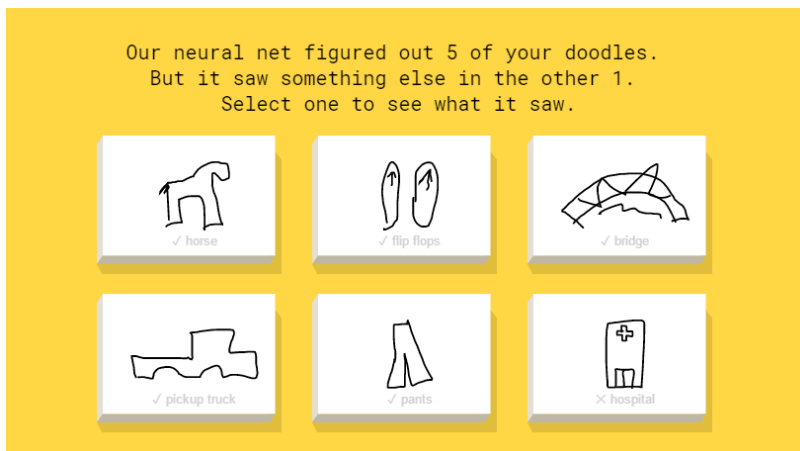 Our neural net figured out 5 of your doodles.
But it saw something else in the other 1.
Select one to see what it saw.
✓ horse
✓ flip flops
✓ bridge
✓ pickup truck
✓ pants
✕ hospital